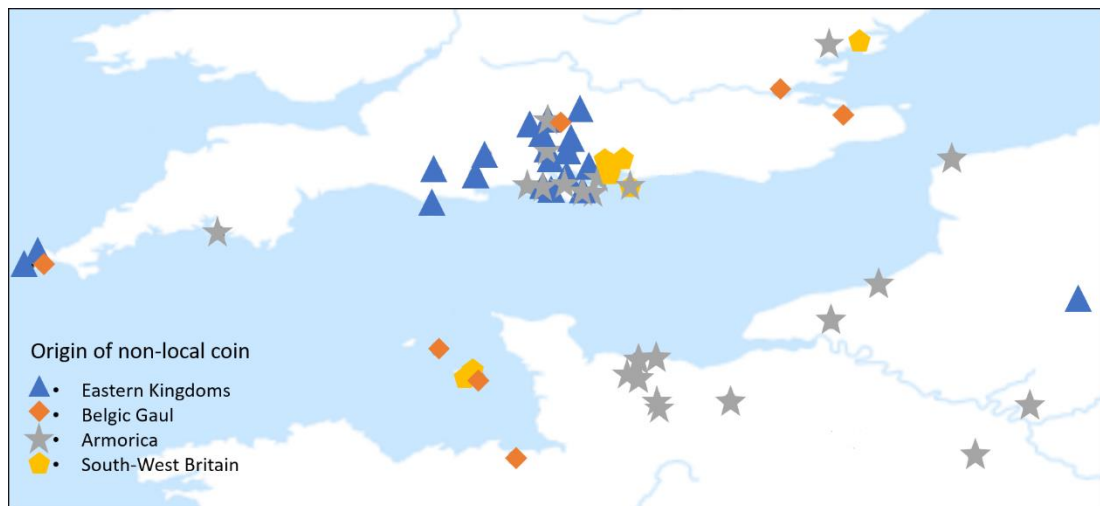 Origin of non-local coin
• Eastern Kingdoms
• Belgic Gaul
• Armorica
• South-West Britain